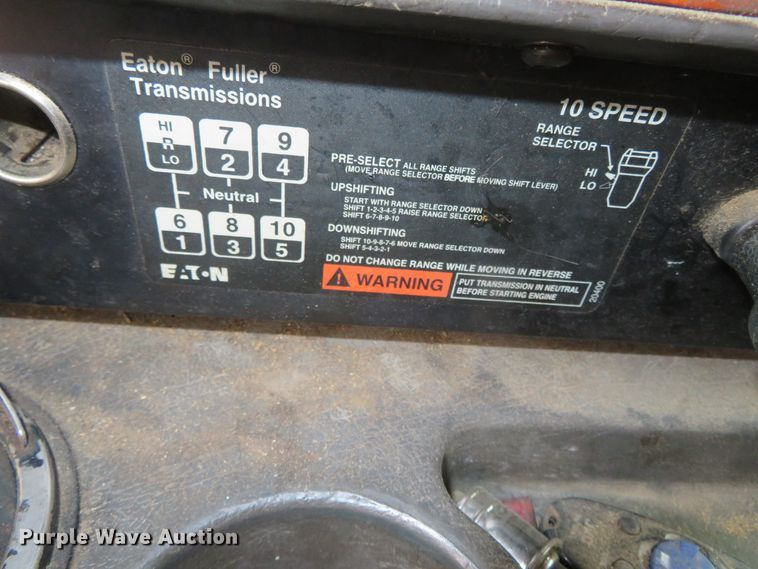 Eaton® Fuller®
Transmissions
10 SPEED
RANGE
SELECTOR
HI
LO
HI
R
LO
7
2
9
4
Neutral
6
1
8
3
10
5
EATON
PRE-SELECT ALL RANGE SHIFTS
(MOVE RANGE SELECTOR BEFORE MOVING SHIFT LEVER)
UPSHIFTING
START WITH RANGE SELECTOR DOWN
SHIFT 1-2-3-4-5 RAISE RANGE SELECTOR
SHIFT 6-7-8-9-10
DOWNSHIFTING
SHIFT 10-9-8-7-6 MOVE RANGE SELECTOR DOWN
SHIFT 5-4-3-2-1
DO NOT CHANGE RANGE WHILE MOVING IN REVERSE
WARNING
PUT TRANSMISSION IN NEUTRAL
BEFORE STARTING ENGINE
20400
Purple Wave Auction